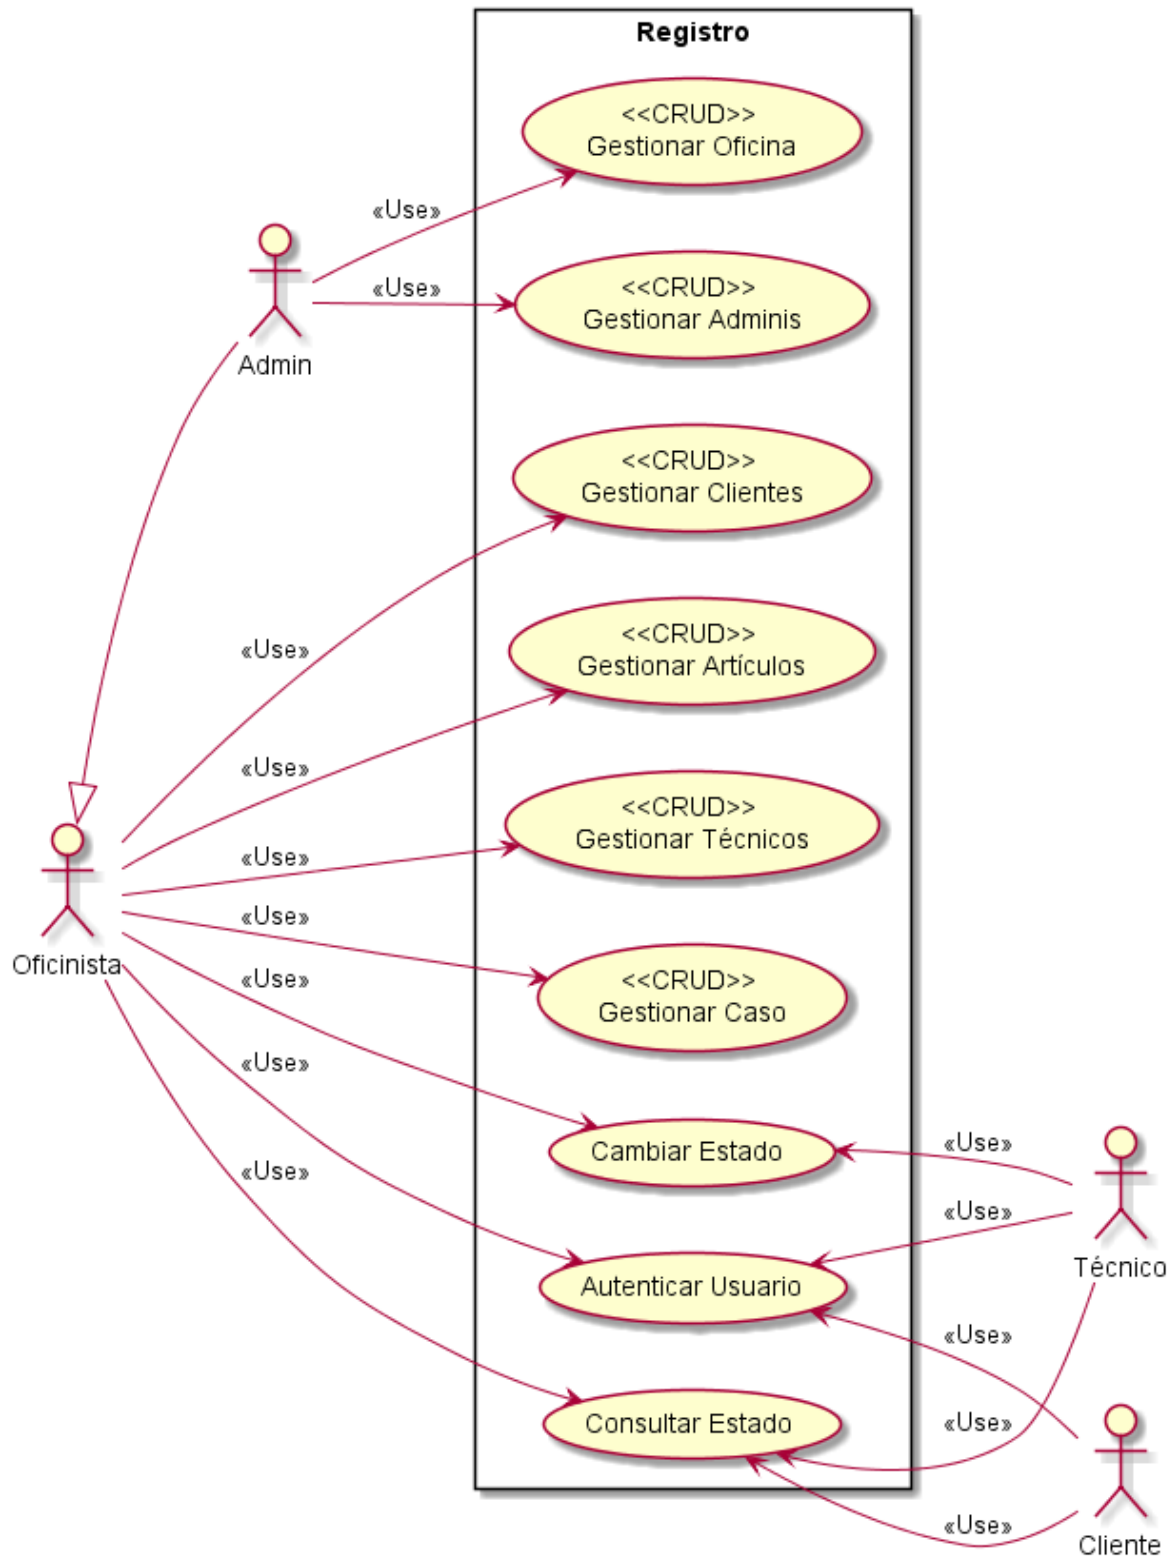 Registro
<<CRUD>>
Gestionar Oficina
«Use»
«Use»
<<CRUD>>
Gestionar Adminis
Admin
<<CRUD>>
Gestionar Clientes
«Use»
<<CRUD>>
Gestionar Artículos
«Use»
<<CRUD>>
Gestionar Técnicos
«Use»
«Use»
Oficinista
«Use»
<<CRUD>>
Gestionar Caso
«Use»
«Use»
Cambiar Estado
«Use»
«Use»
Técnico
Autenticar Usuario
«Use»
Consultar Estado
«Use»
«Use»
Cliente